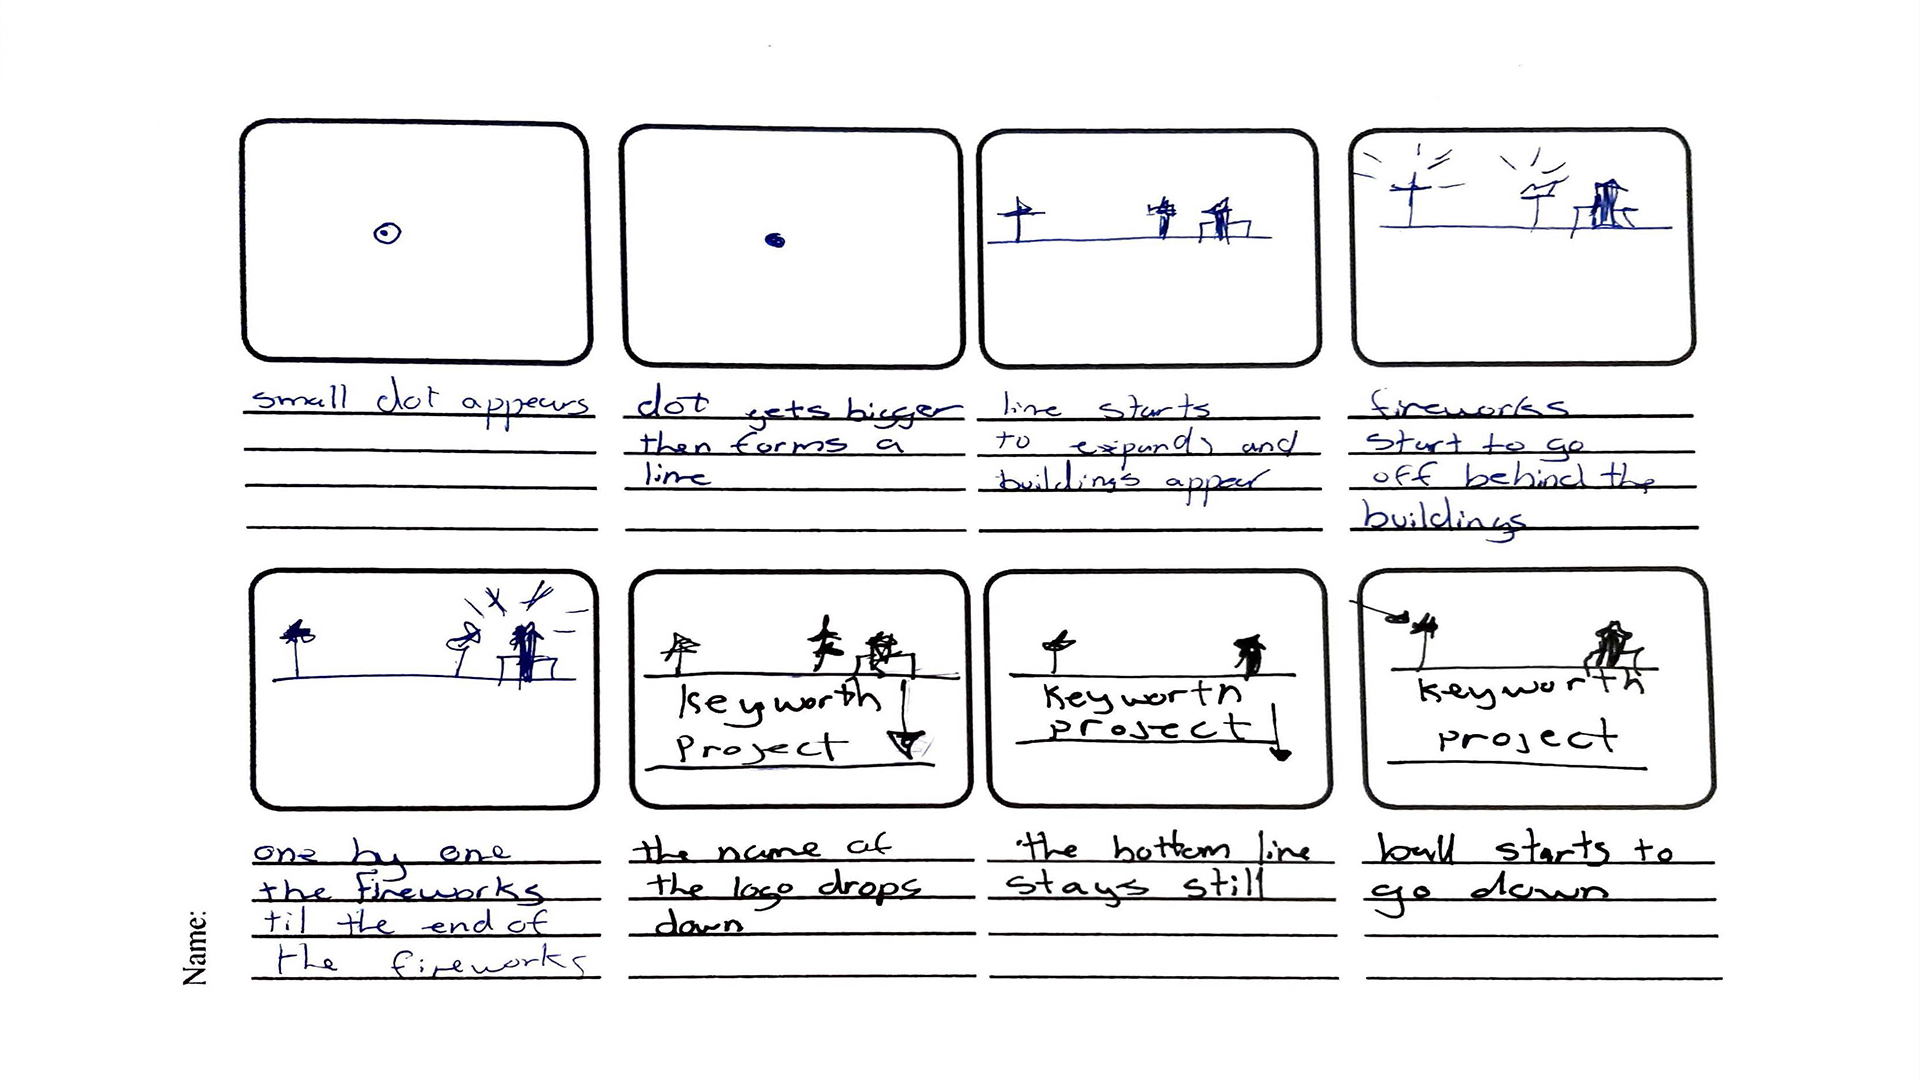 small dot appears
dot gets bigger
then forms a
line
line starts
to expands and
buildings appear
fireworks
start to go
off behind the
buildings
Keyworth
Project
Keyworth
project
Keyworth
project
one by one
the fireworks
til the end of
the fireworks
the name of
the logo drops
down
the bottom line
stays still
ball starts to
go down
Name: